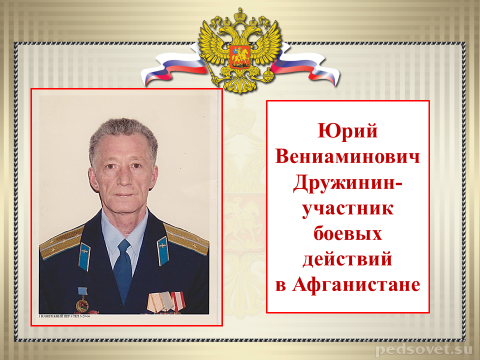 Юрий
Вениаминович
Дружинин-
участник
боевых
действий
в Афганистане
pedsovet.su